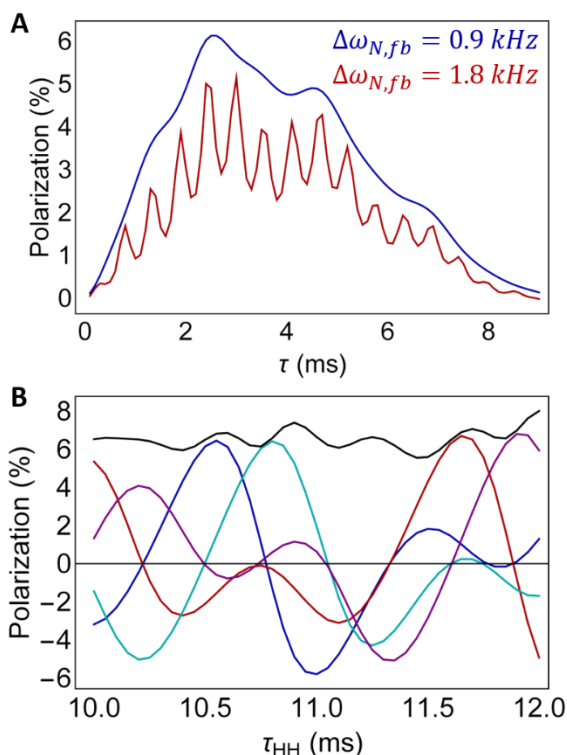 A
Δω_{N,fb} = 0.9 kHz
Δω_{N,fb} = 1.8 kHz
Polarization (%)
6
5
4
3
2
1
0
0 2 4 6 8
τ (ms)
B
Polarization (%)
8
6
4
2
0
−2
−4
−6
10.0 10.5 11.0 11.5 12.0
τ_{HH} (ms)